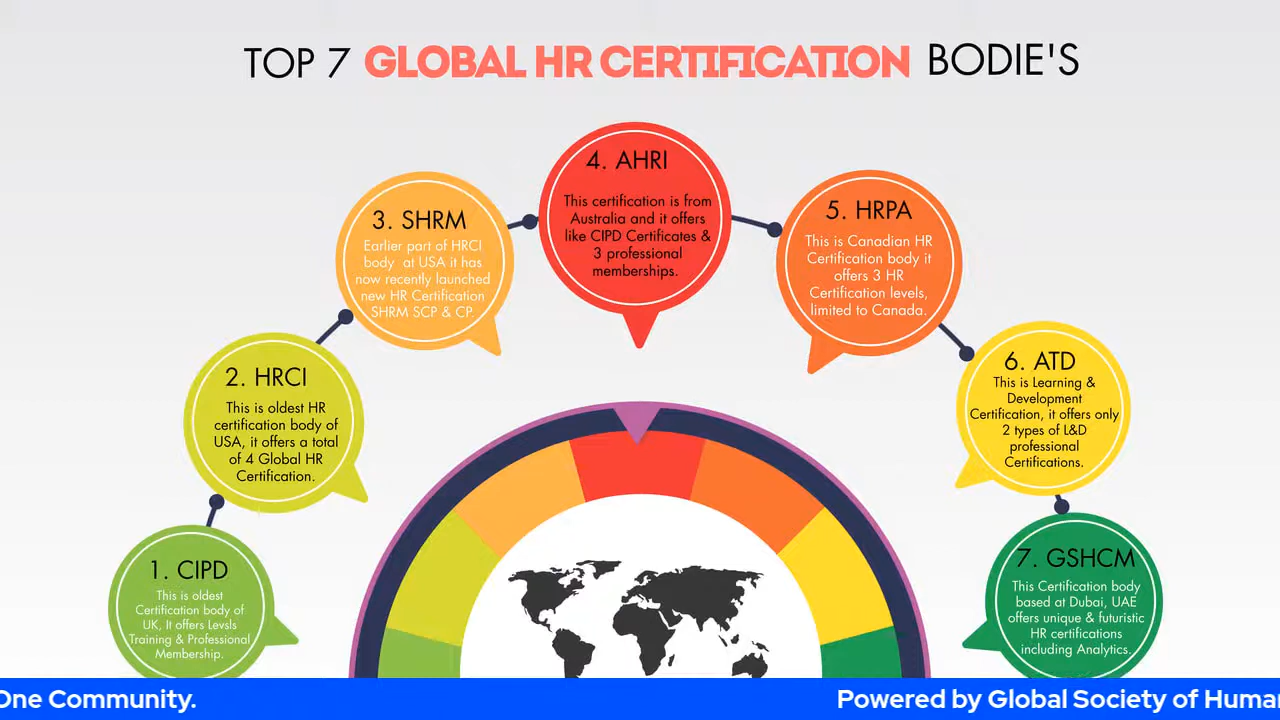 TOP 7 GLOBAL HR CERTIFICATION BODIE'S
1. CIPD
This is oldest
Certification body of
UK, It offers Levsls
Training & Professional
Membership.
2. HRCI
This is oldest HR
certification body of
USA, it offers a total
of 4 Global HR
Certification.
3. SHRM
Earlier part of HRCI
body at USA it has
now recently launched
new HR Certification
SHRM SCP & CP.
4. AHRI
This certification is from
Australia and it offers
like CIPD Certificates &
3 professional
memberships.
5. HRPA
This is Canadian HR
Certification body it
offers 3 HR
Certification levels,
limited to Canada.
6. ATD
This is Learning &
Development
Certification, it offers only
2 types of L&D
professional
Certifications.
7. GSHCM
This Certification body
based at Dubai, UAE
offers unique & futuristic
HR certifications
including Analytics.
One Community.
Powered by Global Society of Human